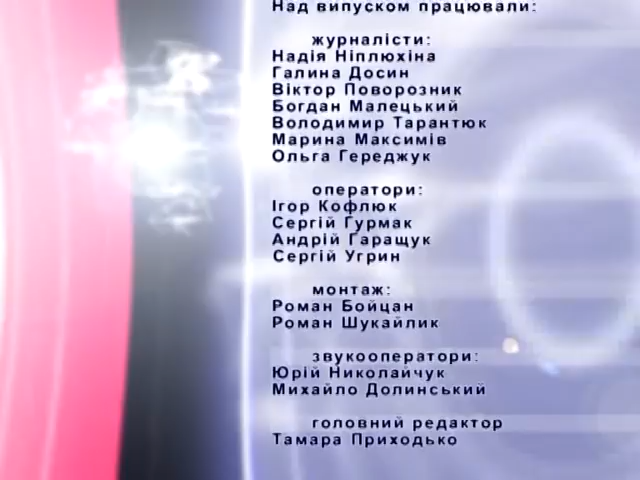 Над випуском працювали:
журналісти:
Надія Ніплюхіна
Галина Досин
Віктор Поворозник
Богдан Малецький
Володимир Тарантюк
Марина Максимів
Ольга Гереджук
оператори:
Ігор Кофлюк
Сергій Гурмак
Андрій Гаращук
Сергій Угрин
монтаж:
Роман Бойцан
Роман Шукайлик
звукооператори:
Юрій Николайчук
Михайло Долинський
головний редактор
Тамара Приходько